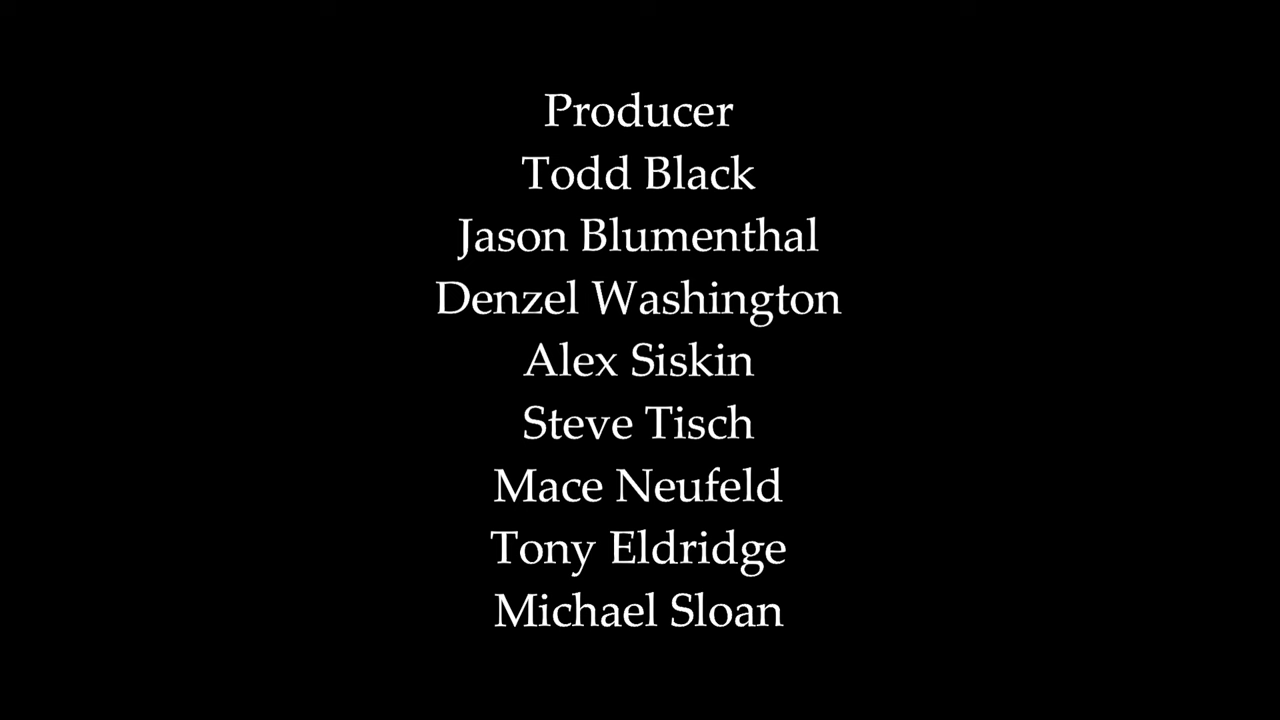 Producer
Todd Black
Jason Blumenthal
Denzel Washington
Alex Siskin
Steve Tisch
Mace Neufeld
Tony Eldridge
Michael Sloan